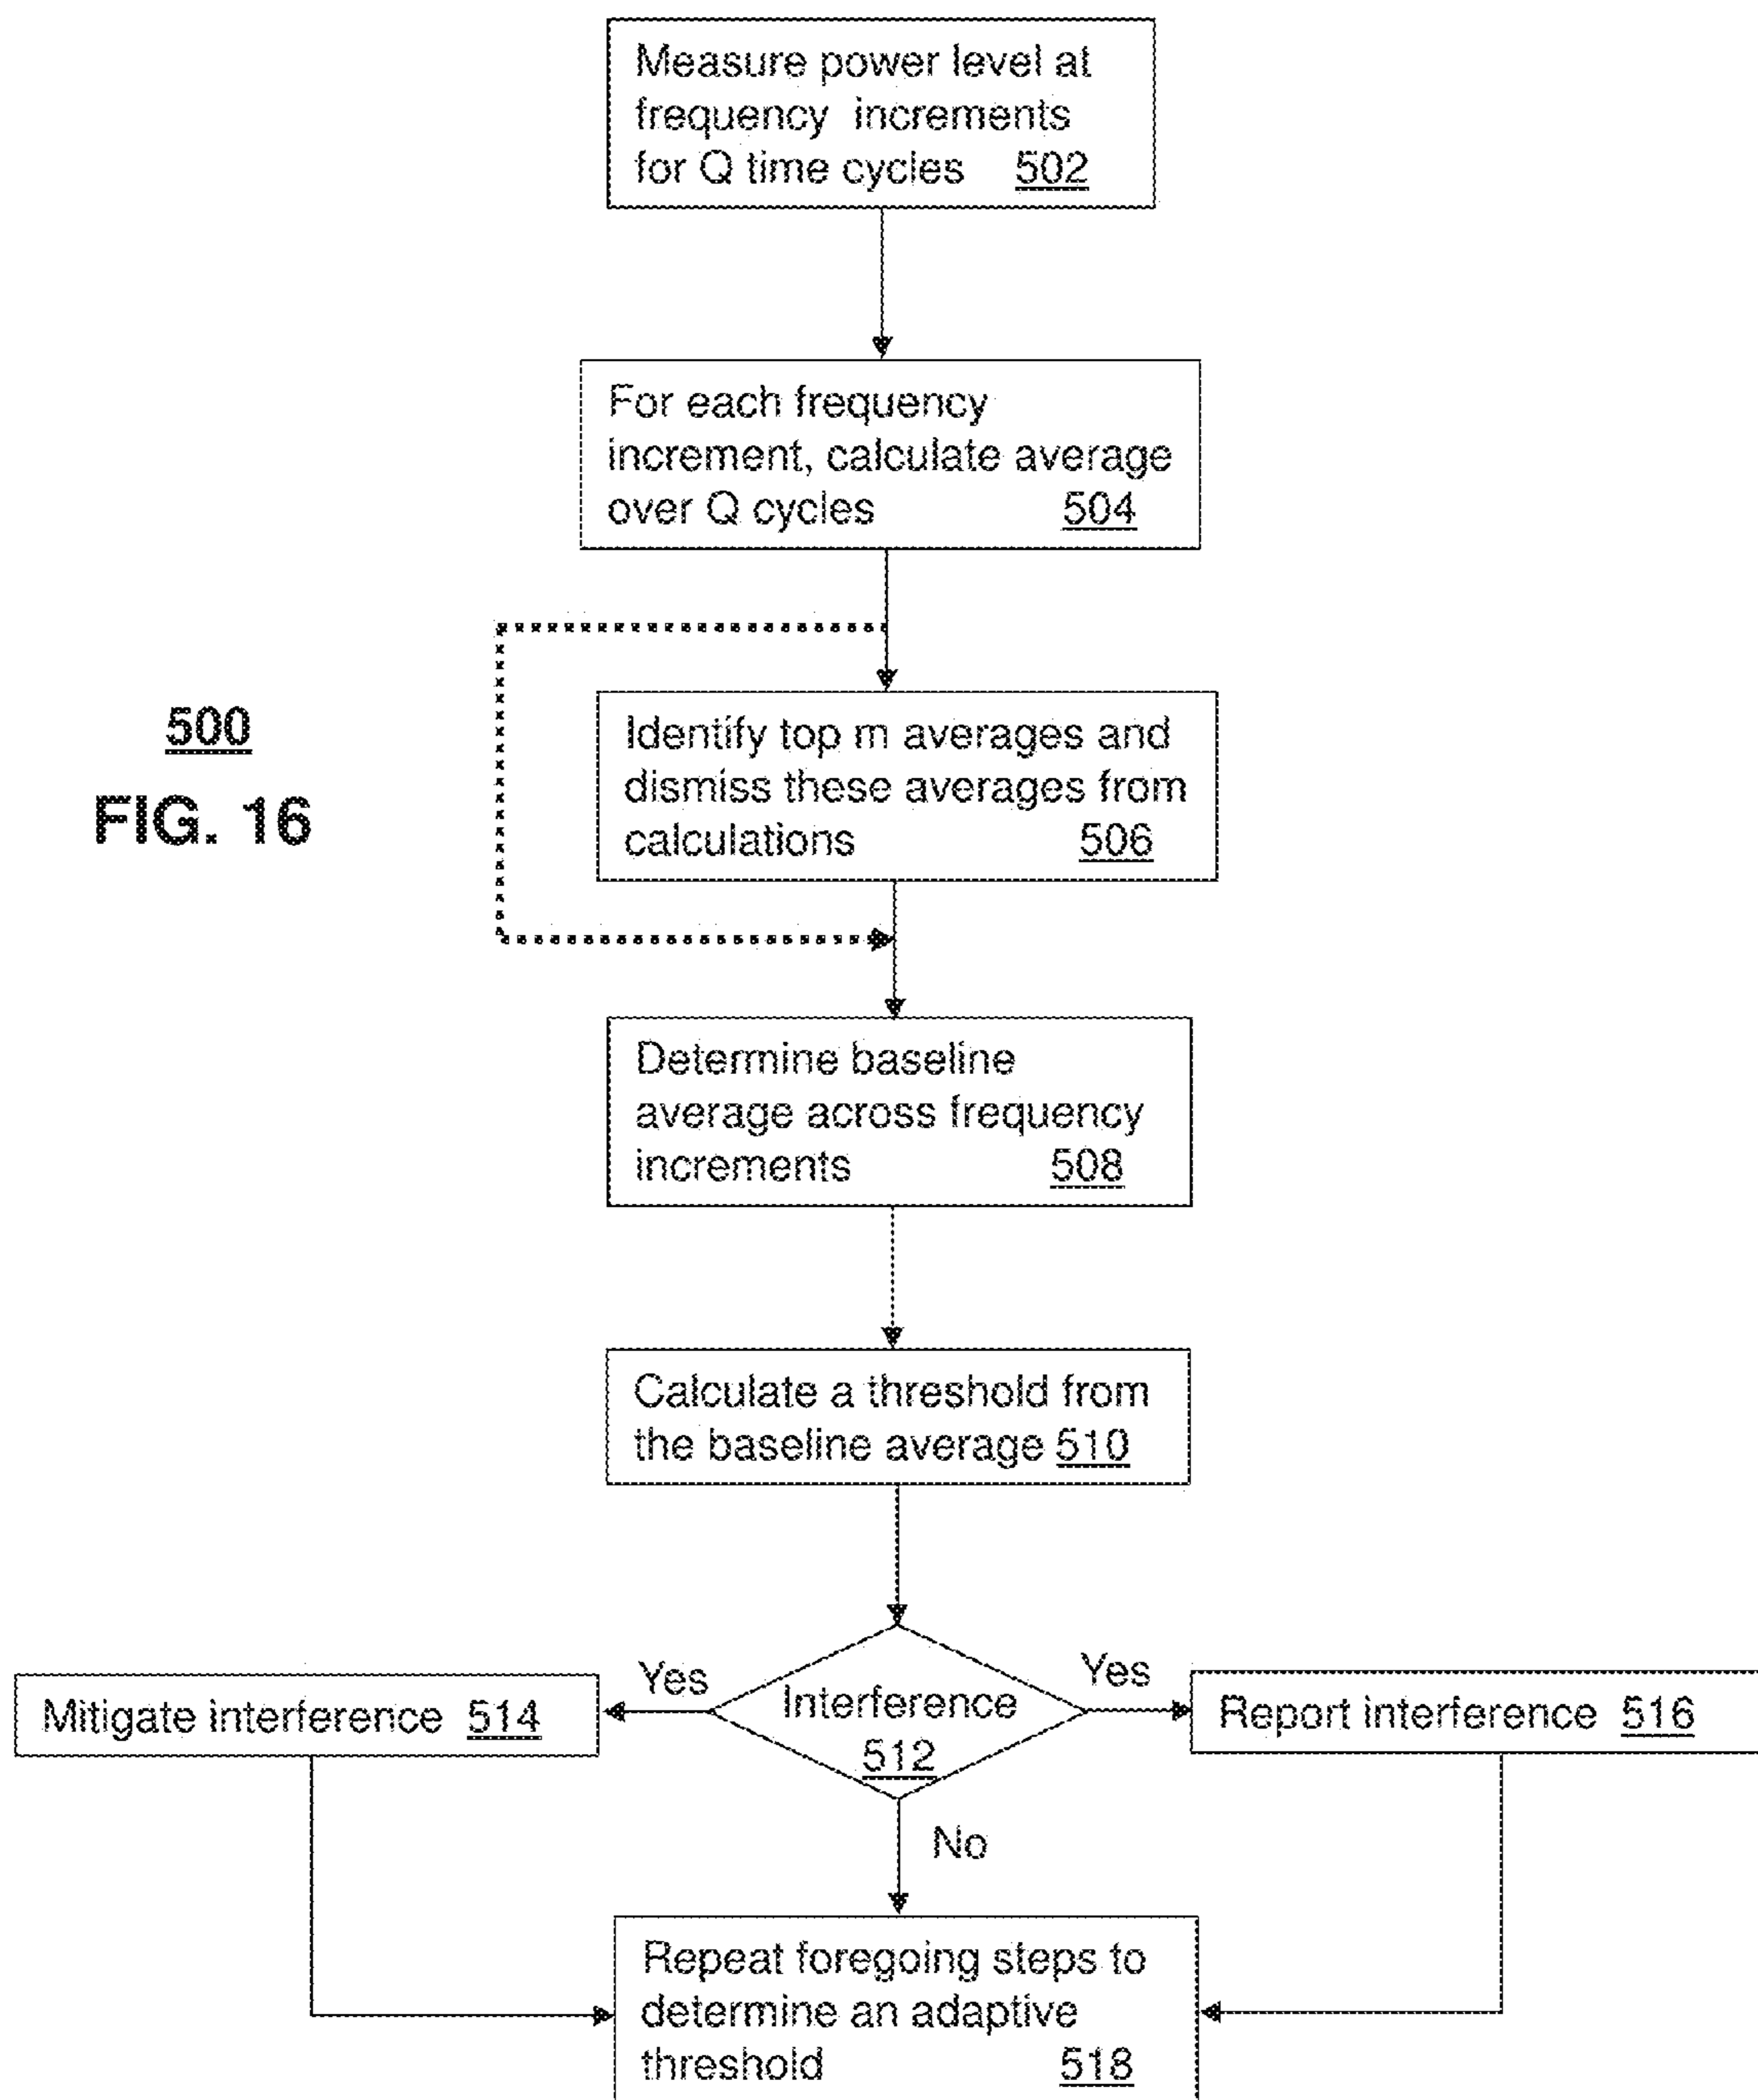 Measure power level at
frequency increments
for Q time cycles 502
For each frequency
increment, calculate average
over Q cycles 504
500
FIG. 16
Identify top m averages and
dismiss these averages from
calculations 506
Determine baseline
average across frequency
increments 508
Calculate a threshold from
the baseline average 510
Yes
Yes
Mitigate interference 514
Interference
512
Report interference 516
No
Repeat foregoing steps to
determine an adaptive
threshold 518